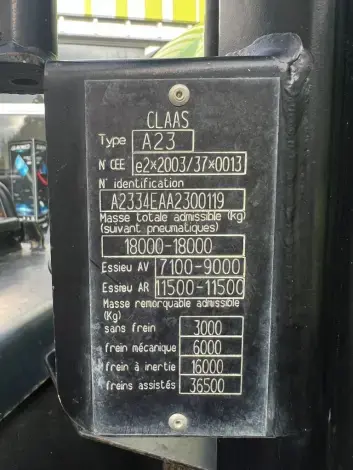 CLAAS
Type A23
N° CEE e2×2003/37×0013
N° identification
A2334EAA2300119
Masse totale admissible (kg)
(suivant pneumatiques)
18000-18000
Essieu AV 7100-9000
Essieu AR 11500-11500
Masse remorquable admissible
(Kg)
sans frein 3000
frein mécanique 6000
frein à inertie 16000
freins assistés 36500